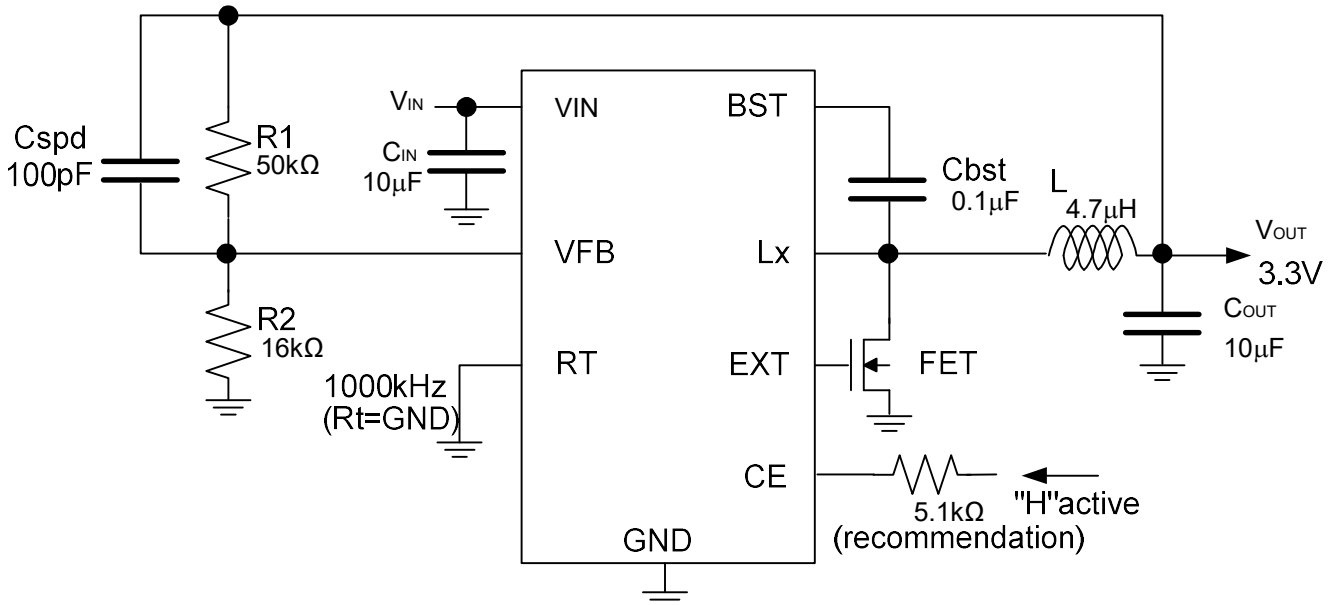 Cspd
100pF
R1
50kΩ
R2
16kΩ
VIN
CIN
10μF
1000kHz
(Rt=GND)
VIN
VFB
RT
GND
BST
Lx
EXT
CE
Cbst
0.1μF
L
4.7μH
FET
VOUT
3.3V
COUT
10μF
5.1kΩ
"H"active
(recommendation)